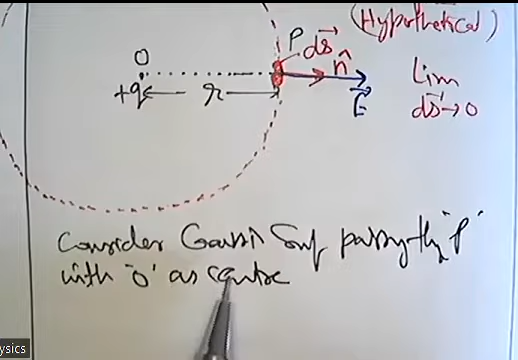 (Hypothetical)
O
P
ds→
n̂
+q
r
E→
Lim
ds→→0
Consider Gauss'n Surf passing thr "P"
with "O" as centre
ysics